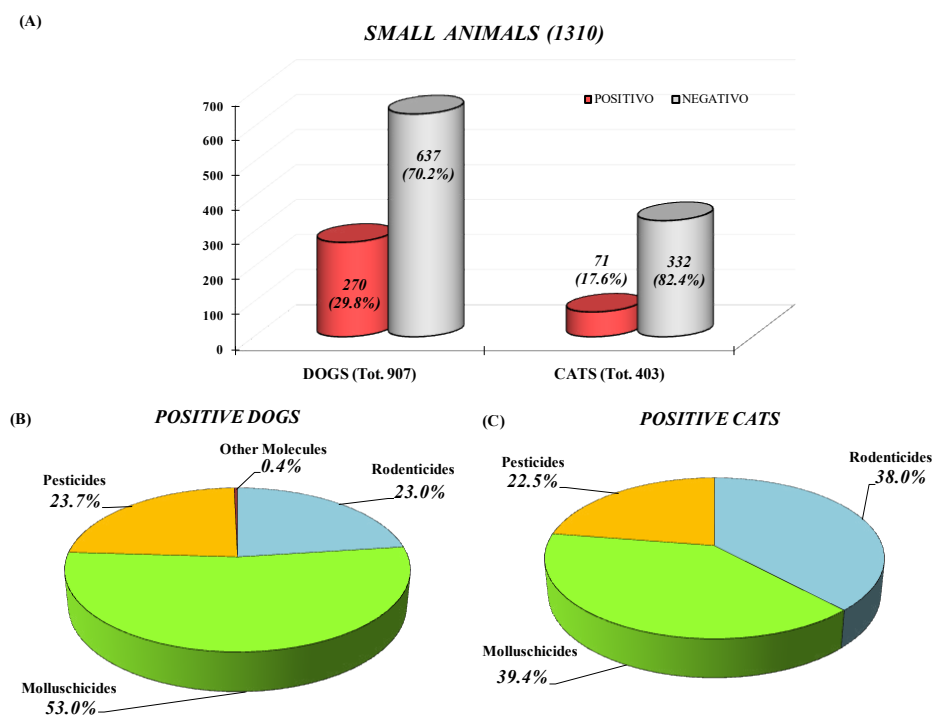 (A)
SMALL ANIMALS (1310)
POSITIVO NEGATIVO
700
600
500
400
300
200
100
0
637
(70.2%)
270
(29.8%)
71
(17.6%)
332
(82.4%)
DOGS (Tot. 907)
CATS (Tot. 403)
(B)
POSITIVE DOGS
Other Molecules
0.4%
Pesticides
23.7%
Rodenticides
23.0%
Molluschicides
53.0%
(C)
POSITIVE CATS
Pesticides
22.5%
Rodenticides
38.0%
Molluschicides
39.4%